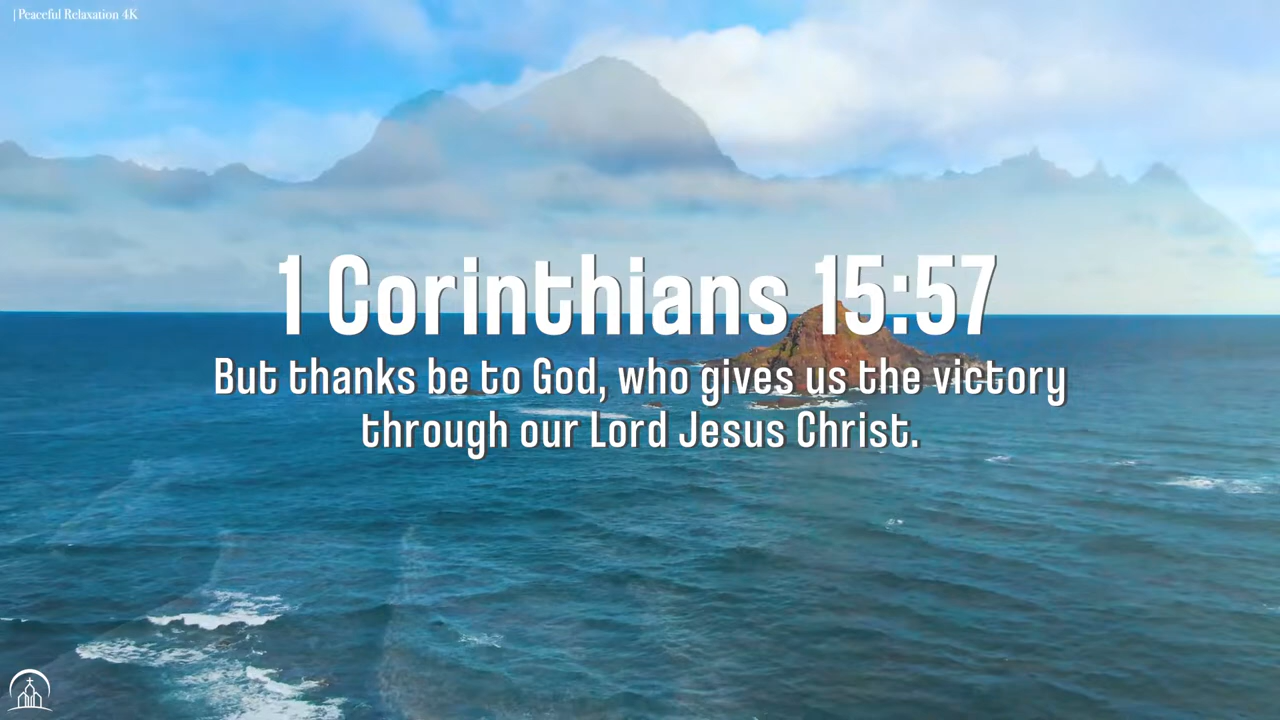 | Peaceful Relaxation 4K
1 Corinthians 15:57
But thanks be to God, who gives us the victory
through our Lord Jesus Christ.